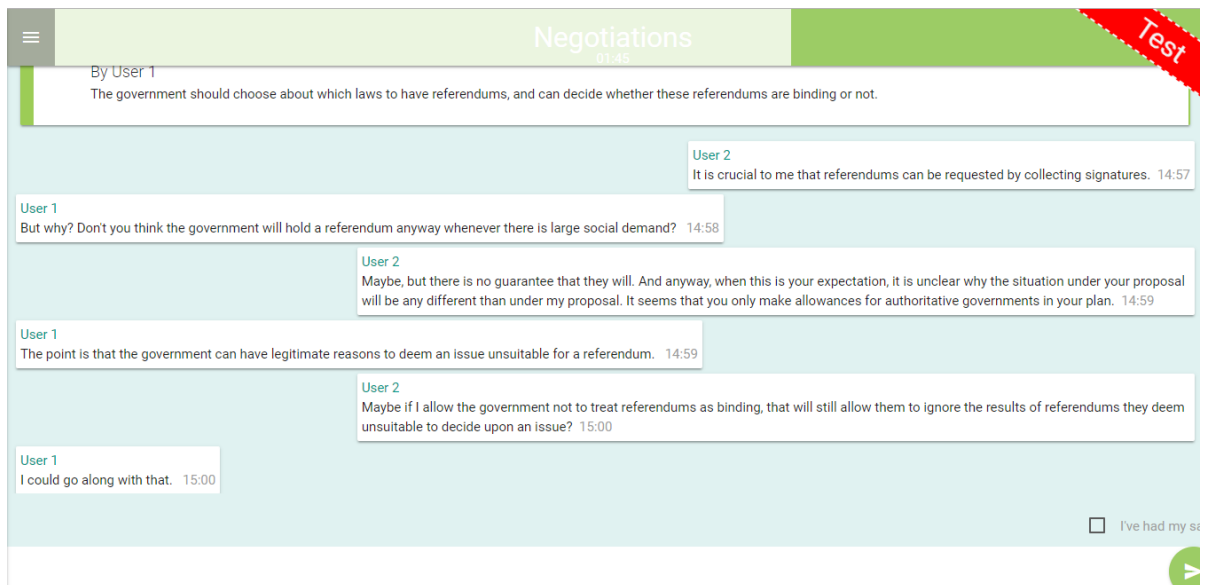 Negotiations
01:45
Test
By User 1
The government should choose about which laws to have referendums, and can decide whether these referendums are binding or not.
User 2
It is crucial to me that referendums can be requested by collecting signatures. 14:57
User 1
But why? Don't you think the government will hold a referendum anyway whenever there is large social demand? 14:58
User 2
Maybe, but there is no guarantee that they will. And anyway, when this is your expectation, it is unclear why the situation under your proposal
will be any different than under my proposal. It seems that you only make allowances for authoritative governments in your plan. 14:59
User 1
The point is that the government can have legitimate reasons to deem an issue unsuitable for a referendum. 14:59
User 2
Maybe if I allow the government not to treat referendums as binding, that will still allow them to ignore the results of referendums they deem
unsuitable to decide upon an issue? 15:00
User 1
I could go along with that. 15:00
I've had my sa